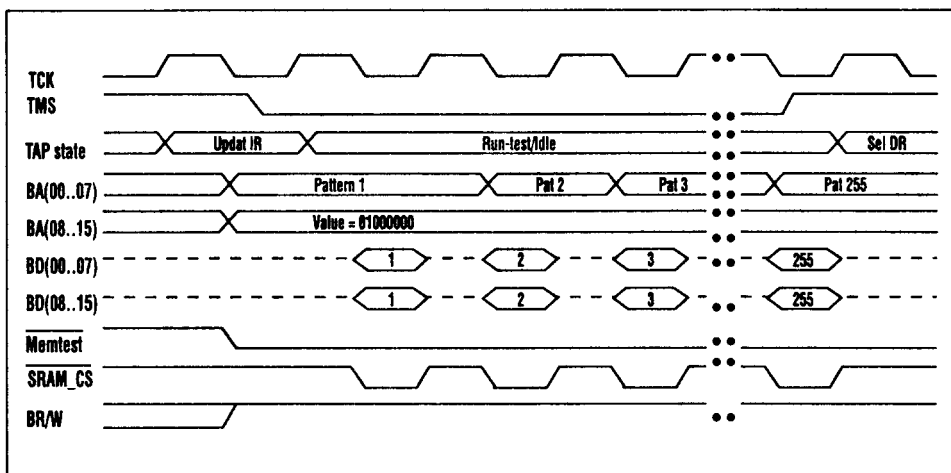 TCK
TMS
TAP state Updat IR Run-test/Idle Sel DR
BA(00..07) Pattern 1 Pat 2 Pat 3 Pat 255
BA(08..15) Value = 01000000
BD(00..07) 1 2 3 255
BD(08..15) 1 2 3 255
Memtest
SRAM_CS
BR/W